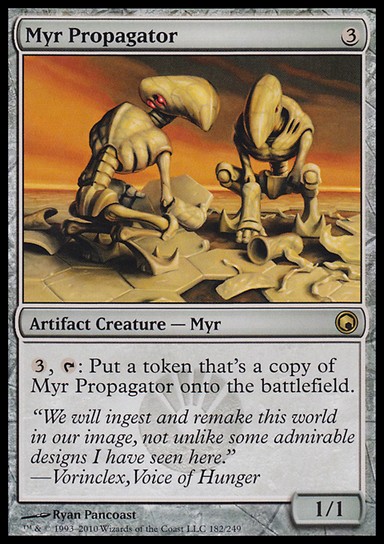 Myr Propagator 3
Artifact Creature — Myr
3, : Put a token that's a copy of
Myr Propagator onto the battlefield.
“We will ingest and remake this world
in our image, not unlike some admirable
designs I have seen here.”
—Vorinclex, Voice of Hunger
Ryan Pancoast
1/1
™ & © 1993–2010 Wizards of the Coast LLC 182/249